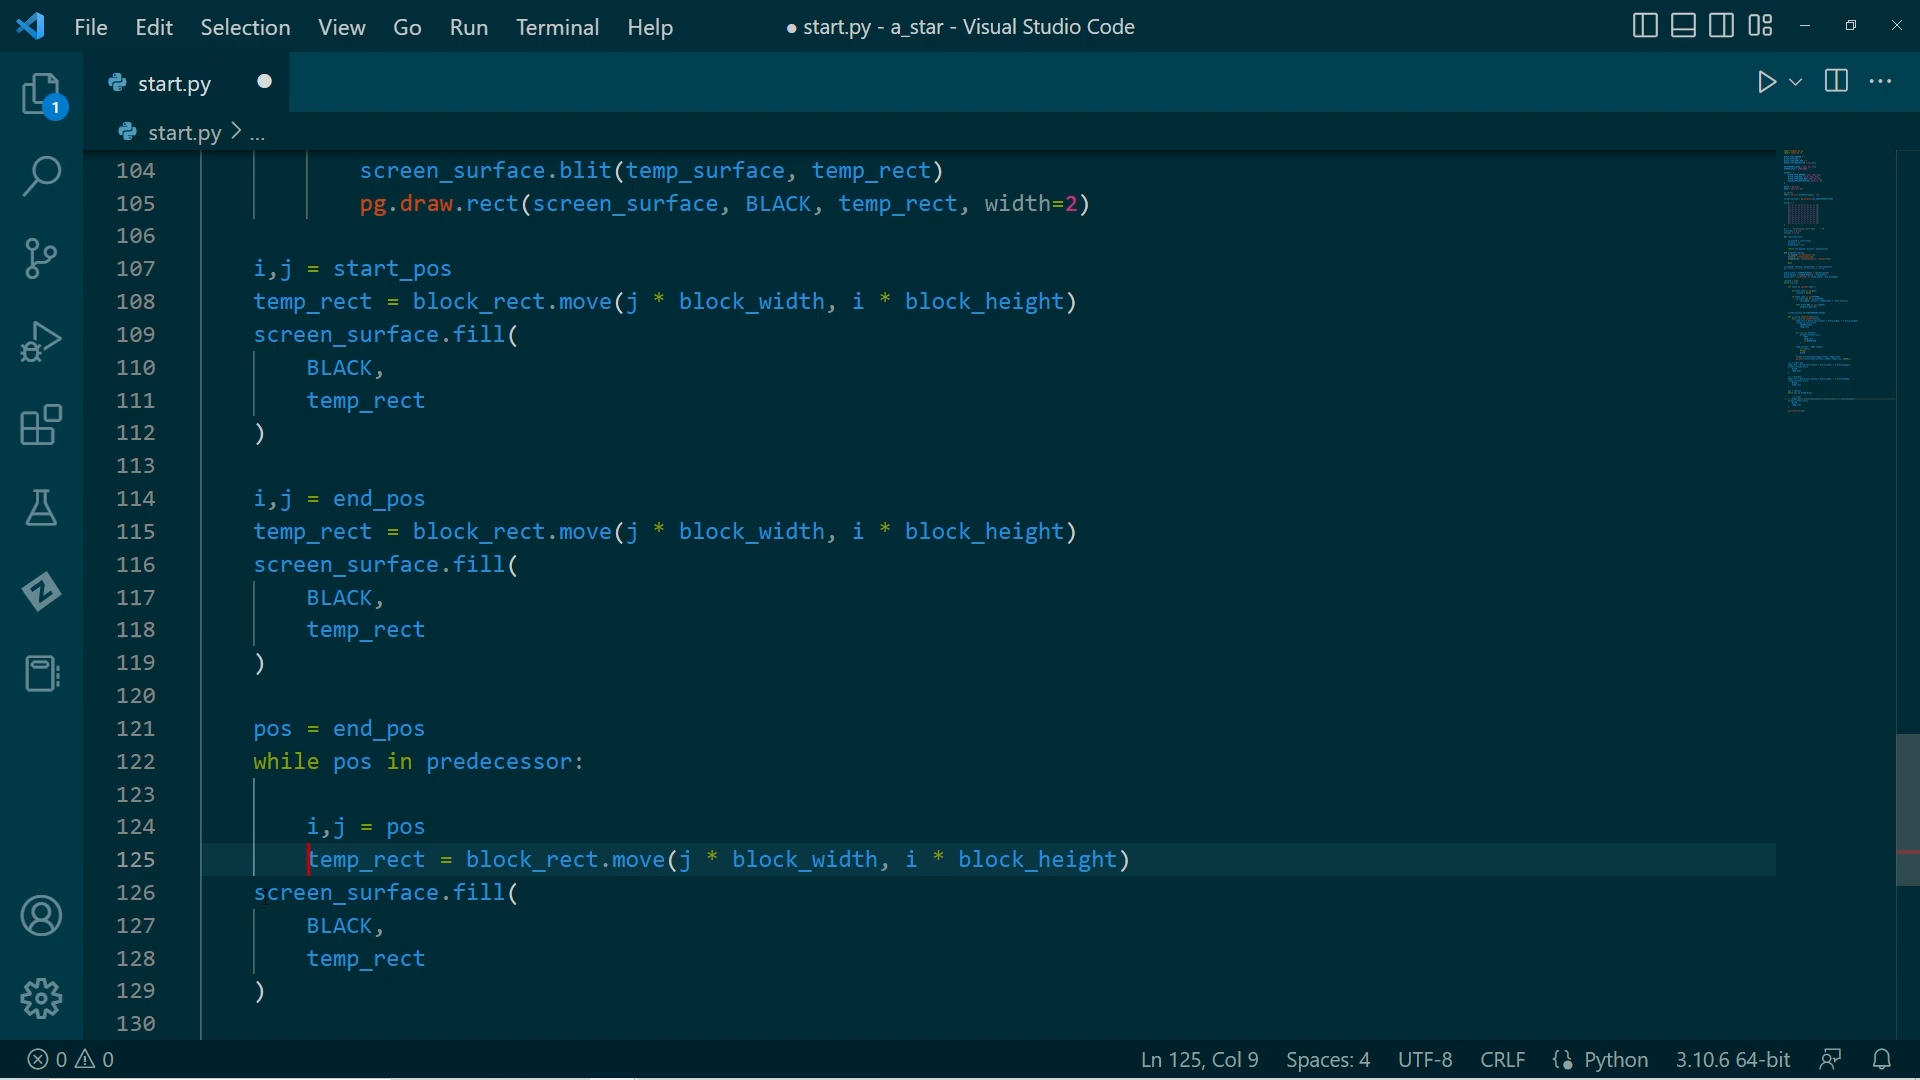 File Edit Selection View Go Run Terminal Help ● start.py - a_star - Visual Studio Code
start.py
1
start.py > ...
104 screen_surface.blit(temp_surface, temp_rect)
105 pg.draw.rect(screen_surface, BLACK, temp_rect, width=2)
106
107 i,j = start_pos
108 temp_rect = block_rect.move(j * block_width, i * block_height)
109 screen_surface.fill(
110 BLACK,
111 temp_rect
112 )
113
114 i,j = end_pos
115 temp_rect = block_rect.move(j * block_width, i * block_height)
116 screen_surface.fill(
117 BLACK,
118 temp_rect
119 )
120
121 pos = end_pos
122 while pos in predecessor:
123
124 i,j = pos
125 temp_rect = block_rect.move(j * block_width, i * block_height)
126 screen_surface.fill(
127 BLACK,
128 temp_rect
129 )
130
0 0 Ln 125, Col 9 Spaces: 4 UTF-8 CRLF Python 3.10.6 64-bit